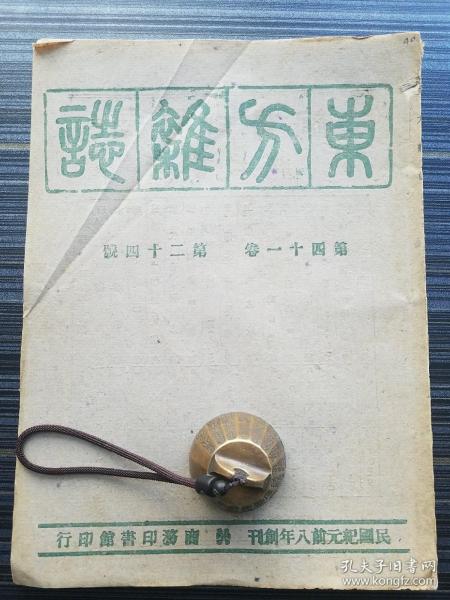 東方雜誌
第四十一卷 第二十四號
民國紀元前八年創刊 商務印書館印行
孔夫子旧书网
www.kongfz.com